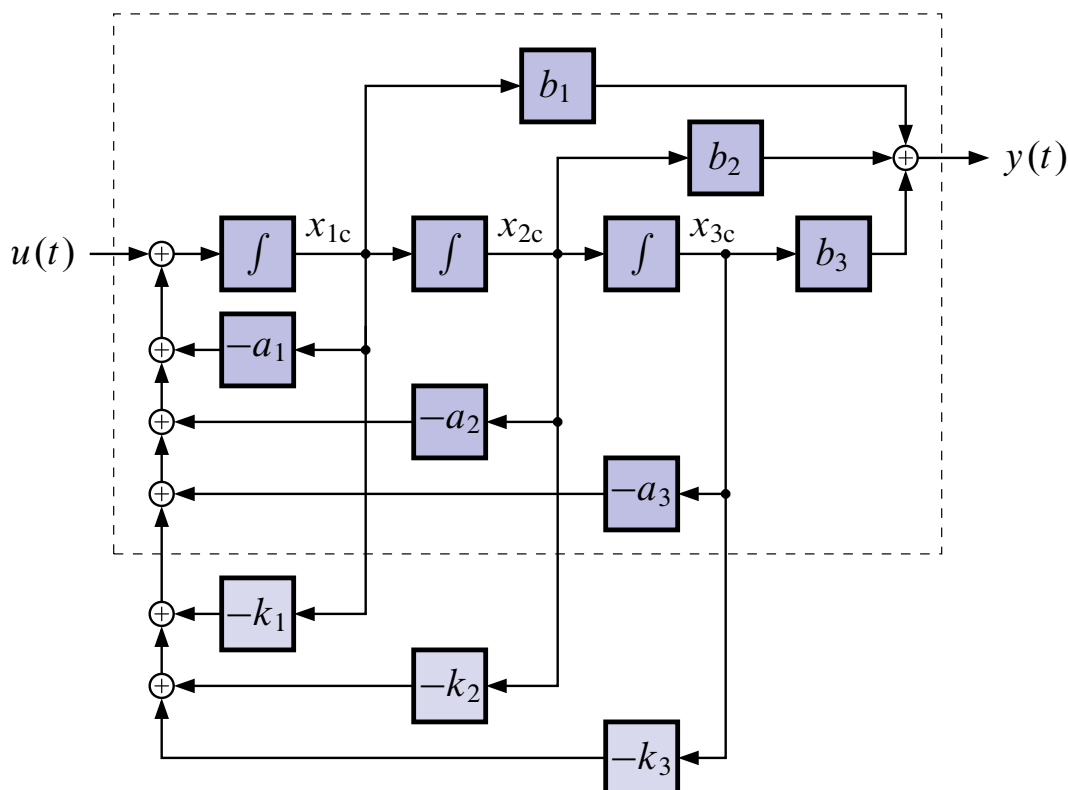 b₁
b₂
y(t)
u(t)
+
∫
x₁c
∫
x₂c
∫
x₃c
b₃
+
+
−a₁
+
−a₂
+
−a₃
+
−k₁
+
−k₂
−k₃